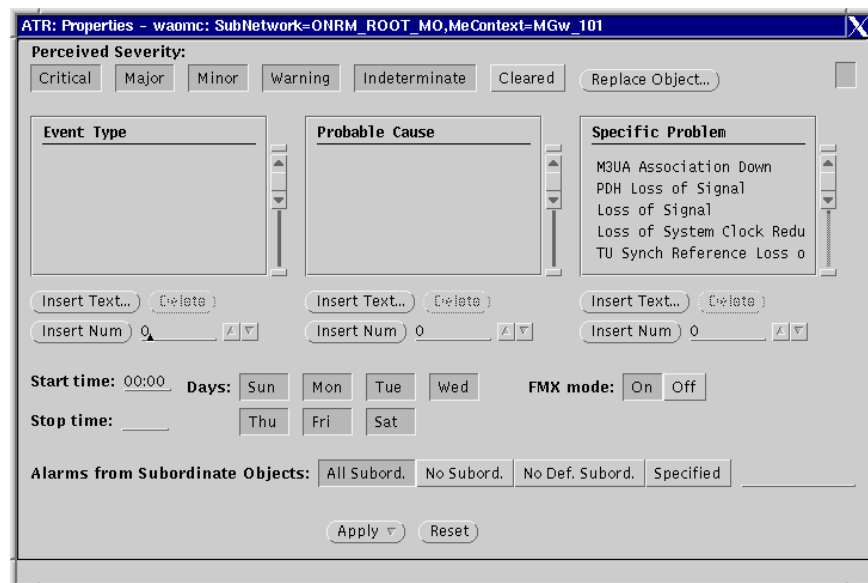 ATR: Properties - waomc: SubNetwork=ONRM_ROOT_MO,MeContext=MGw_101
Perceived Severity:
Critical Major Minor Warning Indeterminate Cleared Replace Object...
Event Type Probable Cause Specific Problem
M3UA Association Down
PDH Loss of Signal
Loss of Signal
Loss of System Clock Redu
TU Synch Reference Loss o
Insert Text... Delete Insert Text... Delete Insert Text... Delete
Insert Num 0 Insert Num 0 Insert Num 0
Start time: 00:00 Days: Sun Mon Tue Wed FMX mode: On Off
Stop time: Thu Fri Sat
Alarms from Subordinate Objects: All Subord. No Subord. No Def. Subord. Specified
Apply Reset